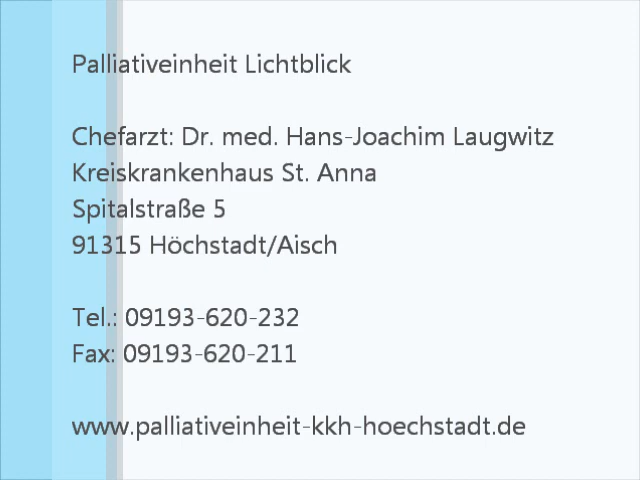 Palliativeinheit Lichtblick
Chefarzt: Dr. med. Hans-Joachim Laugwitz
Kreiskrankenhaus St. Anna
Spitalstraße 5
91315 Höchstadt/Aisch
Tel.: 09193-620-232
Fax: 09193-620-211
www.palliativeinheit-kkh-hoechstadt.de